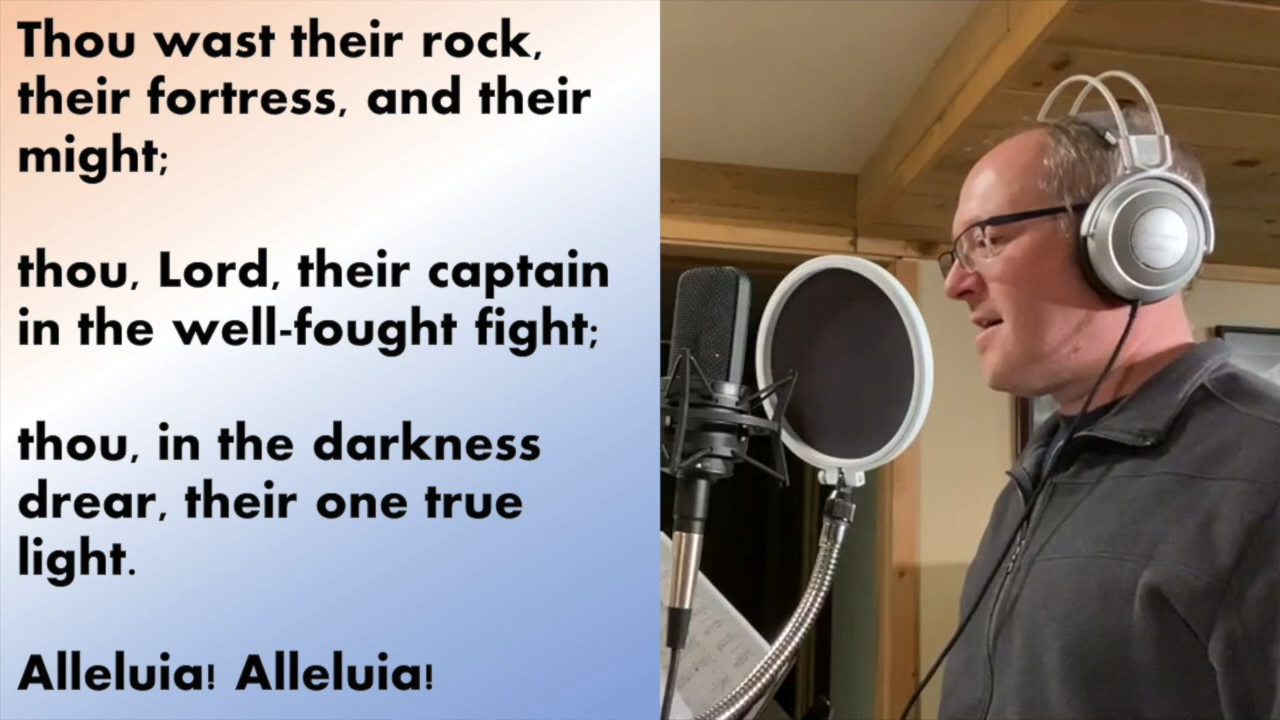 Thou wast their rock,
their fortress, and their
might;
thou, Lord, their captain
in the well-fought fight;
thou, in the darkness
drear, their one true
light.
Alleluia! Alleluia!